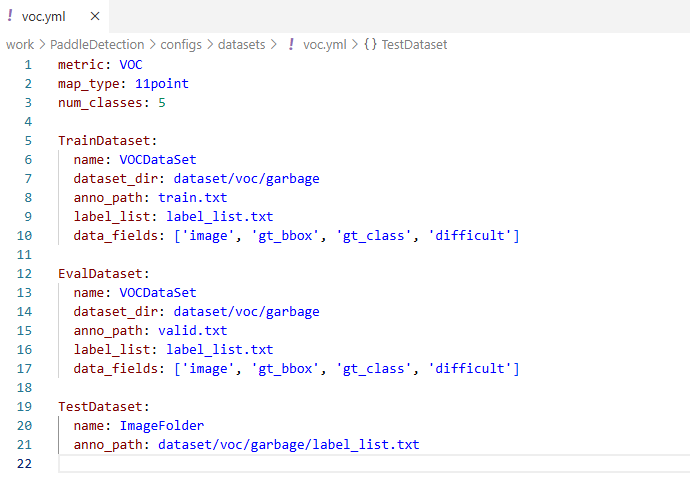 ! voc.yml ×
work > PaddleDetection > configs > datasets > ! voc.yml > {} TestDataset
1 metric: VOC
2 map_type: 11point
3 num_classes: 5
4
5 TrainDataset:
6   name: VOCDataSet
7   dataset_dir: dataset/voc/garbage
8   anno_path: train.txt
9   label_list: label_list.txt
10   data_fields: ['image', 'gt_bbox', 'gt_class', 'difficult']
11
12 EvalDataset:
13   name: VOCDataSet
14   dataset_dir: dataset/voc/garbage
15   anno_path: valid.txt
16   label_list: label_list.txt
17   data_fields: ['image', 'gt_bbox', 'gt_class', 'difficult']
18
19 TestDataset:
20   name: ImageFolder
21   anno_path: dataset/voc/garbage/label_list.txt
22